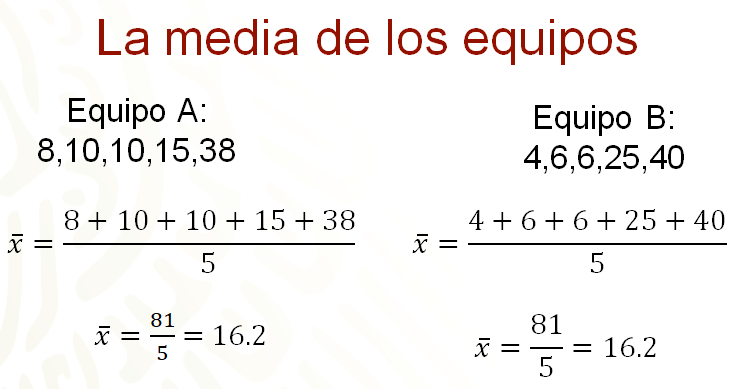 La media de los equipos
Equipo A:
8,10,10,15,38
x̄ = (8 + 10 + 10 + 15 + 38)/5
x̄ = 81/5 = 16.2
Equipo B:
4,6,6,25,40
x̄ = (4 + 6 + 6 + 25 + 40)/5
x̄ = 81/5 = 16.2